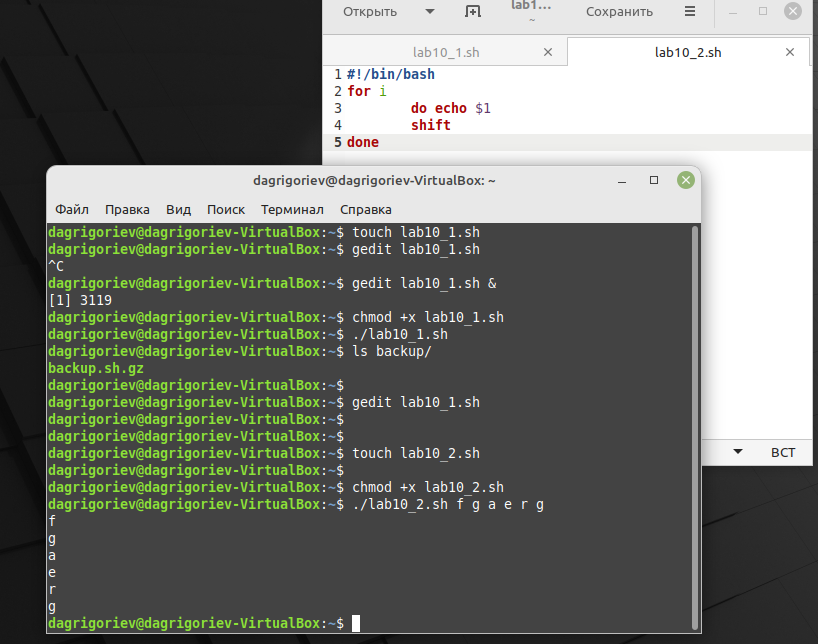 Открыть
lab1...
~
Сохранить
lab10_1.sh
lab10_2.sh
1 #!/bin/bash
2 for i
3 do echo $1
4 shift
5 done
ВСТ
dagrigoriev@dagrigoriev-VirtualBox: ~
Файл Правка Вид Поиск Терминал Справка
dagrigoriev@dagrigoriev-VirtualBox:~$ touch lab10_1.sh
dagrigoriev@dagrigoriev-VirtualBox:~$ gedit lab10_1.sh
^C
dagrigoriev@dagrigoriev-VirtualBox:~$ gedit lab10_1.sh &
[1] 3119
dagrigoriev@dagrigoriev-VirtualBox:~$ chmod +x lab10_1.sh
dagrigoriev@dagrigoriev-VirtualBox:~$ ./lab10_1.sh
dagrigoriev@dagrigoriev-VirtualBox:~$ ls backup/
backup.sh.gz
dagrigoriev@dagrigoriev-VirtualBox:~$
dagrigoriev@dagrigoriev-VirtualBox:~$ gedit lab10_1.sh
dagrigoriev@dagrigoriev-VirtualBox:~$
dagrigoriev@dagrigoriev-VirtualBox:~$
dagrigoriev@dagrigoriev-VirtualBox:~$ touch lab10_2.sh
dagrigoriev@dagrigoriev-VirtualBox:~$
dagrigoriev@dagrigoriev-VirtualBox:~$ chmod +x lab10_2.sh
dagrigoriev@dagrigoriev-VirtualBox:~$ ./lab10_2.sh f g a e r g
f
g
a
e
r
g
dagrigoriev@dagrigoriev-VirtualBox:~$